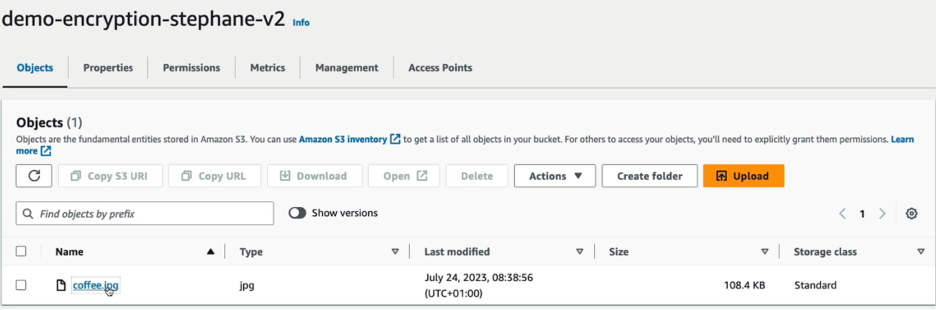 demo-encryption-stephane-v2 Info
Objects Properties Permissions Metrics Management Access Points
Objects (1)
Objects are the fundamental entities stored in Amazon S3. You can use Amazon S3 inventory to get a list of all objects in your bucket. For others to access your objects, you'll need to explicitly grant them permissions. Learn
more
Copy S3 URI Copy URL Download Open Delete Actions Create folder Upload
Find objects by prefix Show versions 1
Name Type Last modified Size Storage class
coffee.jpg jpg July 24, 2023, 08:38:56 108.4 KB Standard
(UTC+01:00)